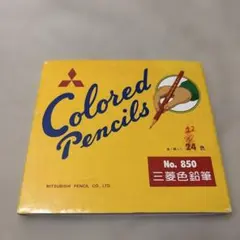 Colored
Pencils
24色
No. 850
三菱色鉛筆
MITSUBISHI PENCIL CO., LTD.